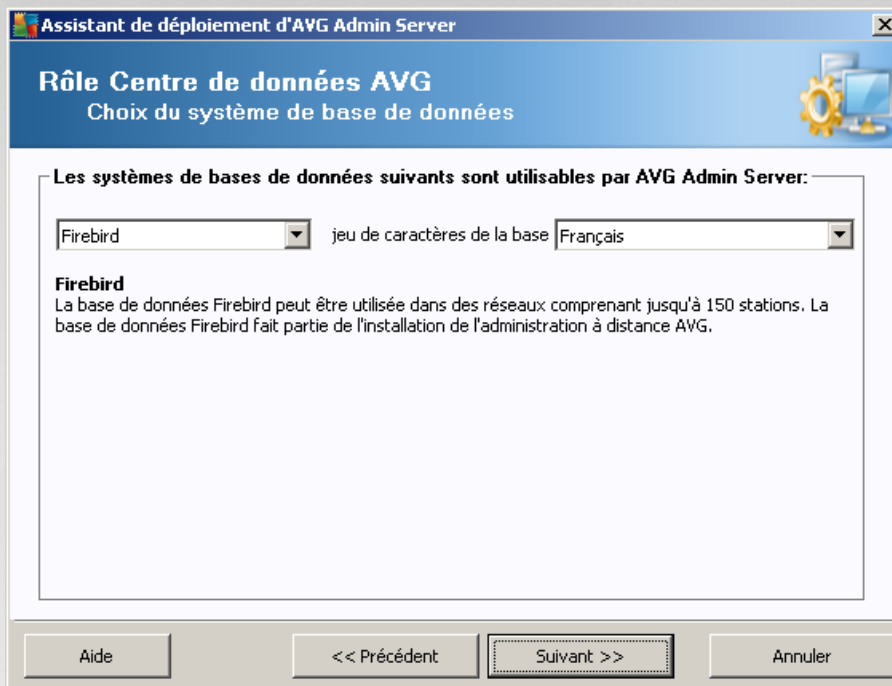 Assistant de déploiement d'AVG Admin Server
Rôle Centre de données AVG
Choix du système de base de données
Les systèmes de bases de données suivants sont utilisables par AVG Admin Server:
Firebird jeu de caractères de la base Français
Firebird
La base de données Firebird peut être utilisée dans des réseaux comprenant jusqu'à 150 stations. La
base de données Firebird fait partie de l'installation de l'administration à distance AVG.
Aide << Précédent Suivant >> Annuler